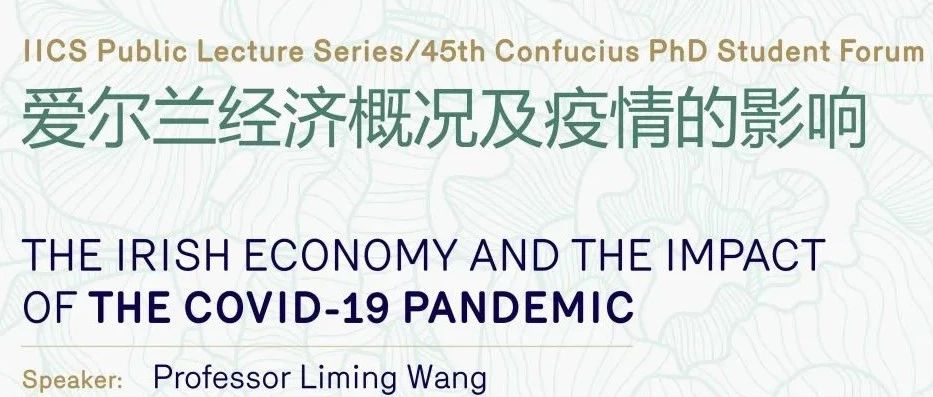 IICS Public Lecture Series/45th Confucius PhD Student Forum
爱尔兰经济概况及疫情的影响
THE IRISH ECONOMY AND THE IMPACT
OF THE COVID-19 PANDEMIC
Speaker: Professor Liming Wang